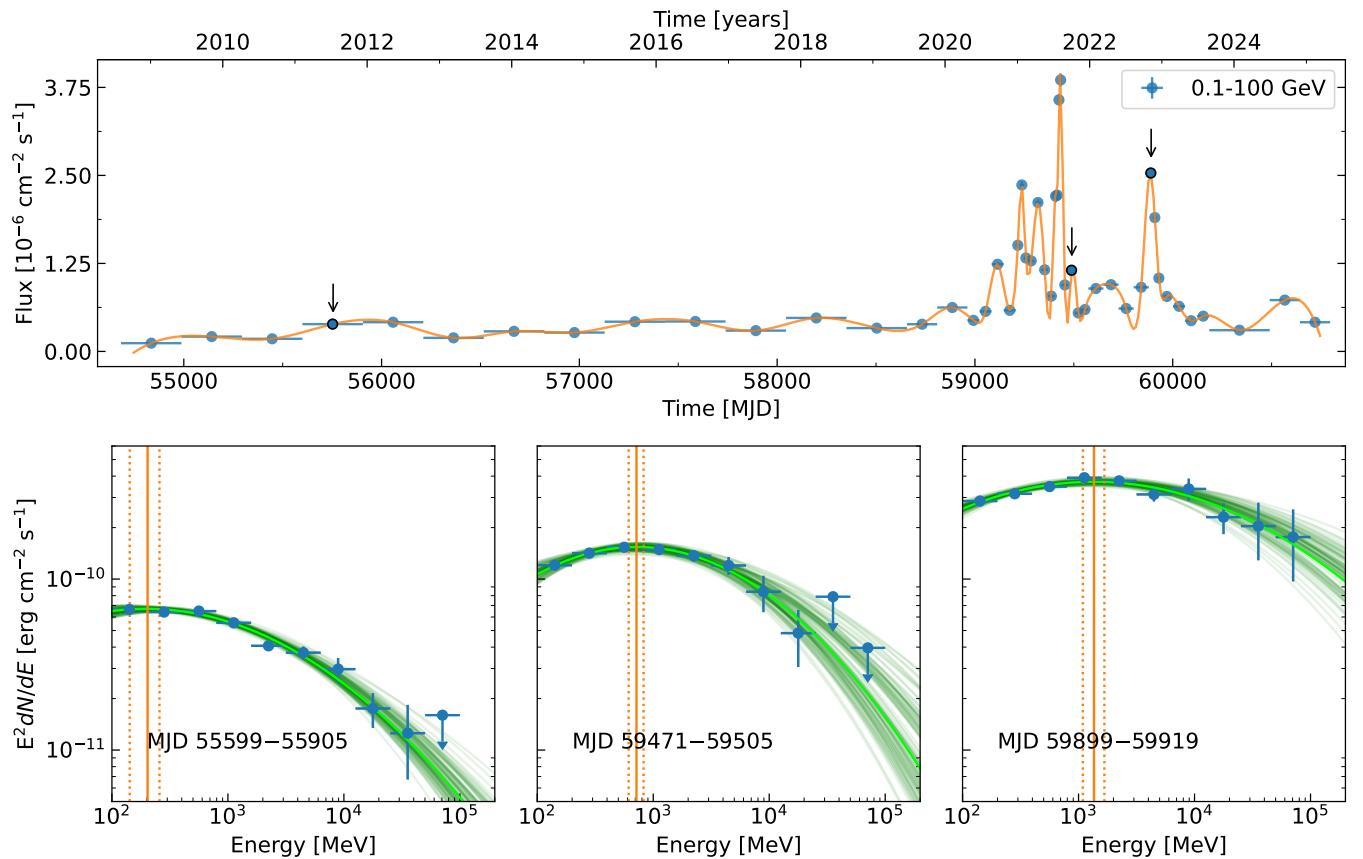 Time [years]
2010 2012 2014 2016 2018 2020 2022 2024
3.75
2.50
1.25
0.00
Flux [10⁻⁶ cm⁻² s⁻¹]
0.1-100 GeV
55000 56000 57000 58000 59000 60000
Time [MJD]
E²dN/dE [erg cm⁻² s⁻¹]
10⁻¹⁰
10⁻¹¹
MJD 55599−55905
10² 10³ 10⁴ 10⁵
Energy [MeV]
MJD 59471−59505
10² 10³ 10⁴ 10⁵
Energy [MeV]
MJD 59899−59919
10² 10³ 10⁴ 10⁵
Energy [MeV]